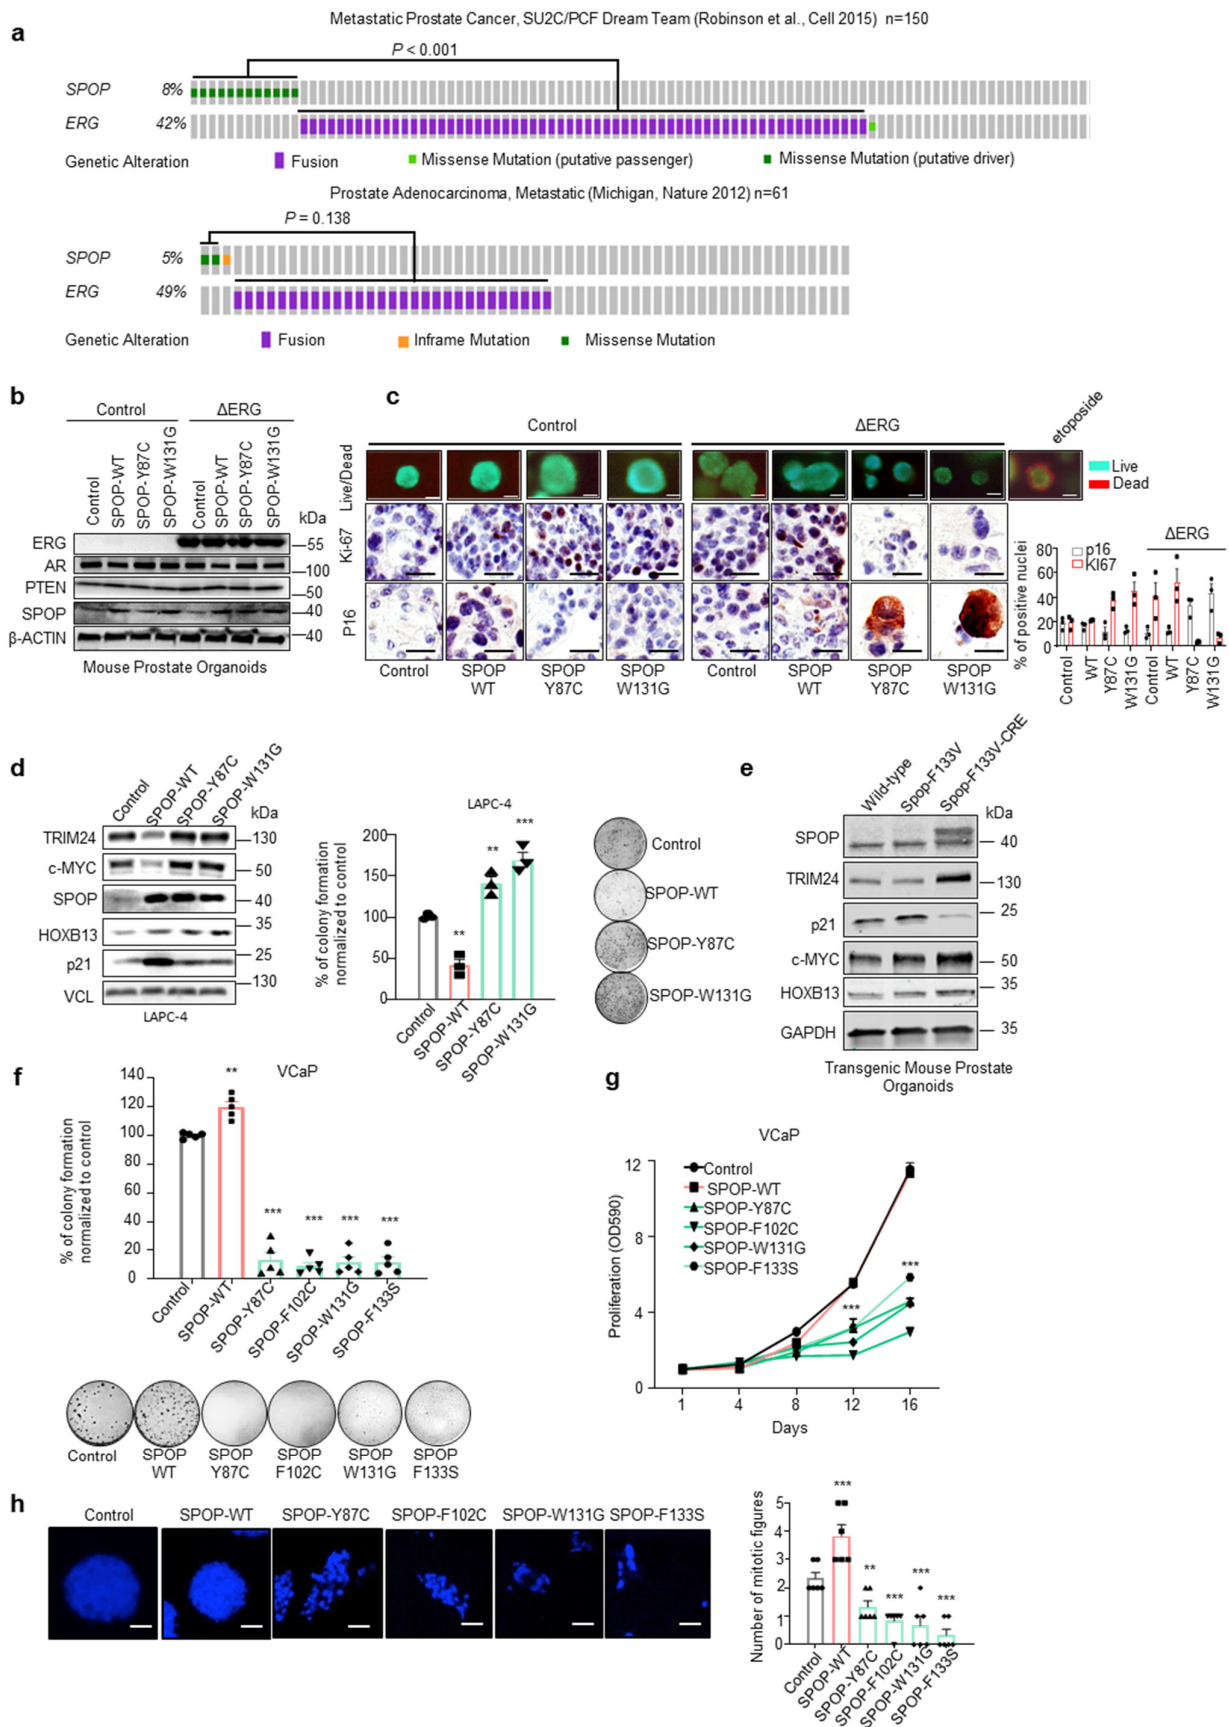 a
Metastatic Prostate Cancer, SU2C/PCF Dream Team (Robinson et al., Cell 2015) n=150
P < 0.001
SPOP 8%
ERG 42%
Genetic Alteration Fusion Missense Mutation (putative passenger) Missense Mutation (putative driver)
Prostate Adenocarcinoma, Metastatic (Michigan, Nature 2012) n=61
P = 0.138
SPOP 5%
ERG 49%
Genetic Alteration Fusion Inframe Mutation Missense Mutation
b
Control ΔERG
Control SPOP-WT SPOP-Y87C SPOP-W131G Control SPOP-WT SPOP-Y87C SPOP-W131G
kDa
ERG 55
AR 100
PTEN 50
SPOP 40
β-ACTIN 40
Mouse Prostate Organoids
c
Control ΔERG etoposide
Live/Dead
Live
Dead
Ki-67
P16
Control SPOP WT SPOP Y87C SPOP W131G Control SPOP WT SPOP Y87C SPOP W131G
ΔERG
p16
KI67
% of positive nuclei
80
60
40
20
0
Control WT Y87C W131G Control WT Y87C W131G
d
Control SPOP-WT SPOP-Y87C SPOP-W131G
kDa
TRIM24 130
c-MYC 50
SPOP 40
HOXB13 35
p21 25
VCL 130
LAPC-4
LAPC-4
% of colony formation
normalized to control
200
150
100
50
0
** ** ***
Control SPOP-WT SPOP-Y87C SPOP-W131G
Control
SPOP-WT
SPOP-Y87C
SPOP-W131G
e
Wild-type Spop-F133V Spop-F133V-CRE
kDa
SPOP 40
TRIM24 130
p21 25
c-MYC 50
HOXB13 35
GAPDH 35
Transgenic Mouse Prostate
Organoids
f
VCaP
% of colony formation
normalized to control
140
120
100
80
60
40
20
0
** *** *** *** ***
Control SPOP-WT SPOP-Y87C SPOP-F102C SPOP-W131G SPOP-F133S
Control SPOP WT SPOP Y87C SPOP F102C SPOP W131G SPOP F133S
g
VCaP
Proliferation (OD590)
12
8
4
0
Control
SPOP-WT
SPOP-Y87C
SPOP-F102C
SPOP-W131G
SPOP-F133S
*** ***
1 4 8 12 16
Days
h
Control SPOP-WT SPOP-Y87C SPOP-F102C SPOP-W131G SPOP-F133S
Number of mitotic figures
5
4
3
2
1
0
*** ** *** *** ***
Control SPOP-WT SPOP-Y87C SPOP-F102C SPOP-W131G SPOP-F133S